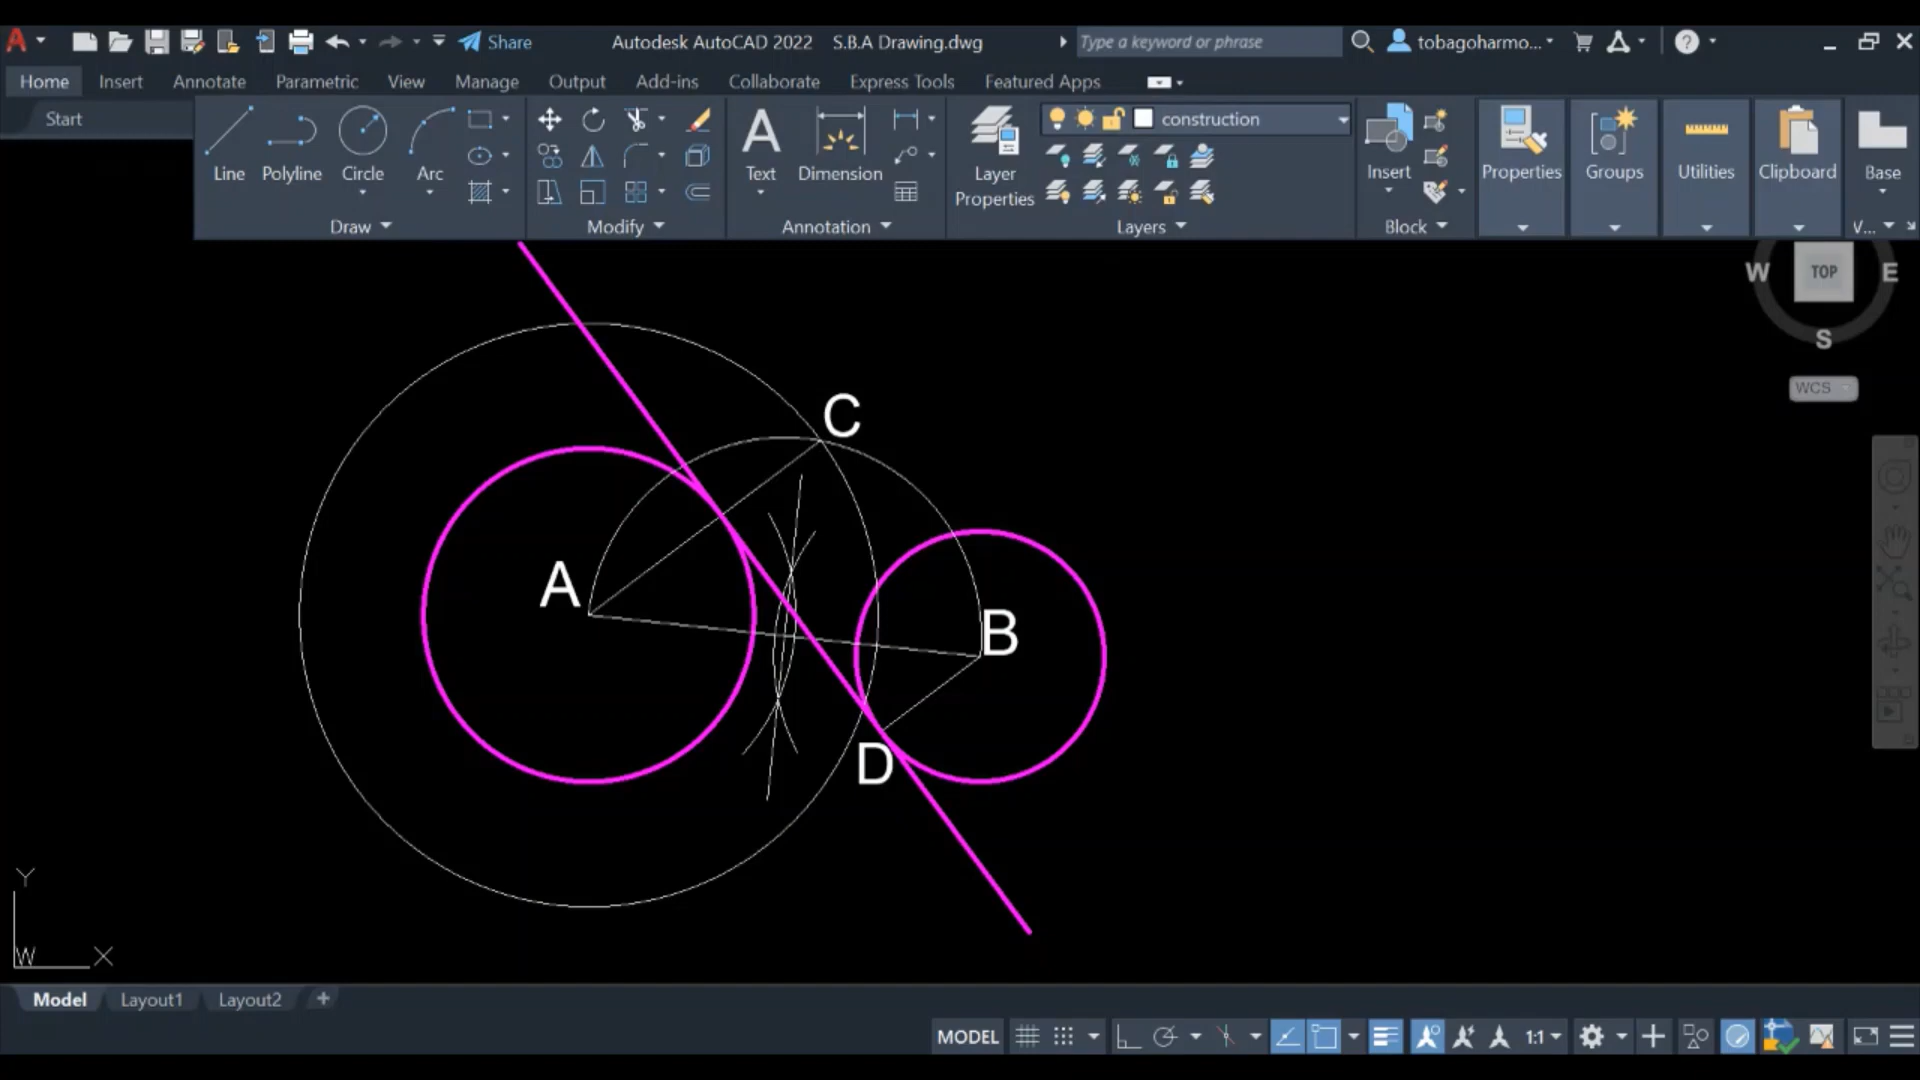 Share
Autodesk AutoCAD 2022 S.B.A Drawing.dwg
Type a keyword or phrase
tobagoharmo...
Home Insert Annotate Parametric View Manage Output Add-ins Collaborate Express Tools Featured Apps
Start
construction
Line Polyline Circle Arc
Text Dimension
Layer Properties
Insert
Properties Groups Utilities Clipboard Base
Draw Modify Annotation Layers Block V...
W TOP E
S
WCS
C
A
B
D
Y
W X
Model Layout1 Layout2 +
MODEL 1:1